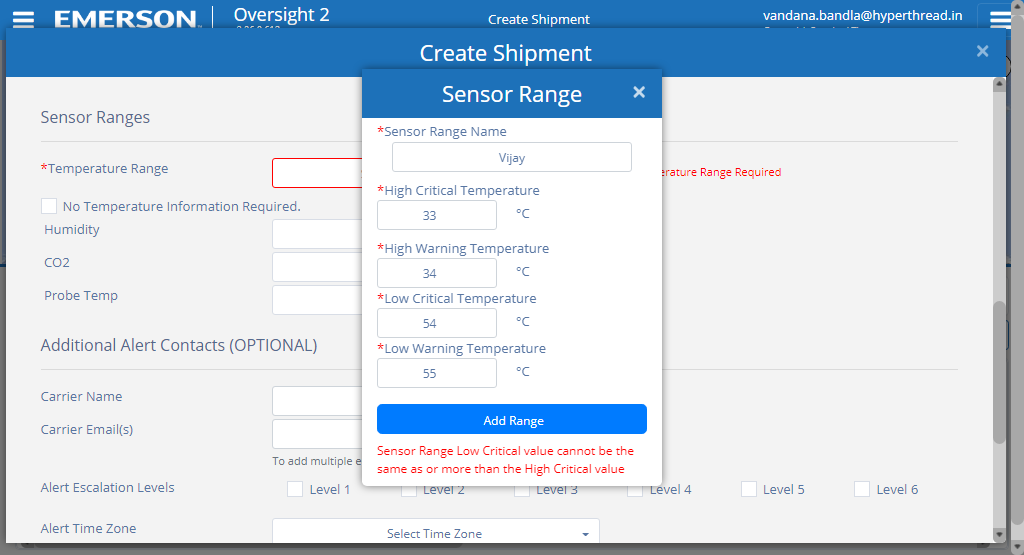 EMERSON
Oversight 2
Create Shipment
vandana.bandla@hyperthread.in
Create Shipment
×
Sensor Range
×
Sensor Ranges
*Sensor Range Name
Vijay
*Temperature Range
erature Range Required
*High Critical Temperature
33 °C
No Temperature Information Required.
Humidity
*High Warning Temperature
34 °C
CO2
*Low Critical Temperature
Probe Temp
54 °C
Additional Alert Contacts (OPTIONAL)
*Low Warning Temperature
55 °C
Carrier Name
Add Range
Carrier Email(s)
Sensor Range Low Critical value cannot be the
same as or more than the High Critical value
To add multiple e
Alert Escalation Levels
Level 1 Level 2 Level 3 Level 4 Level 5 Level 6
Alert Time Zone
Select Time Zone